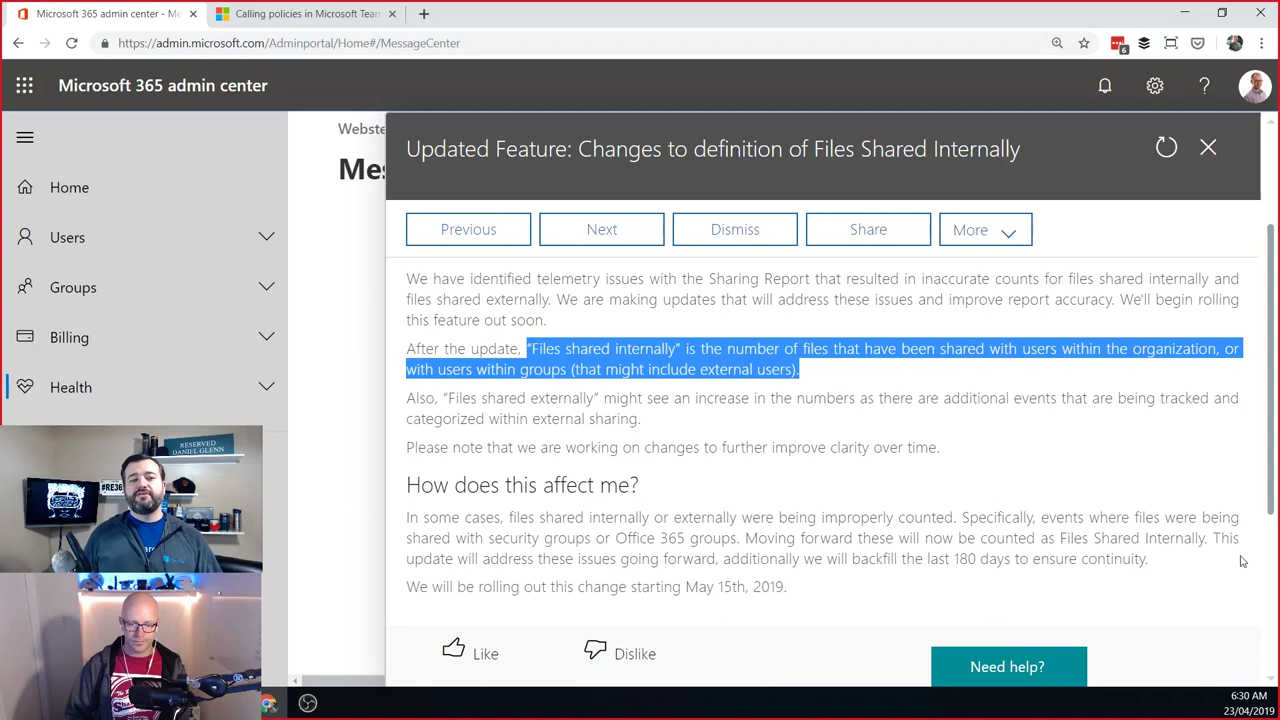 Microsoft 365 admin center - Me
Calling policies in Microsoft Team
https://admin.microsoft.com/Adminportal/Home#/MessageCenter
6
Microsoft 365 admin center
Home
Users
Groups
Billing
Health
Webste
Mes
Updated Feature: Changes to definition of Files Shared Internally
Previous
Next
Dismiss
Share
More
We have identified telemetry issues with the Sharing Report that resulted in inaccurate counts for files shared internally and
files shared externally. We are making updates that will address these issues and improve report accuracy. We'll begin rolling
this feature out soon.
After the update, “Files shared internally” is the number of files that have been shared with users within the organization, or
with users within groups (that might include external users).
Also, “Files shared externally” might see an increase in the numbers as there are additional events that are being tracked and
categorized within external sharing.
Please note that we are working on changes to further improve clarity over time.
How does this affect me?
In some cases, files shared internally or externally were being improperly counted. Specifically, events where files were being
shared with security groups or Office 365 groups. Moving forward these will now be counted as Files Shared Internally. This
update will address these issues going forward, additionally we will backfill the last 180 days to ensure continuity.
We will be rolling out this change starting May 15th, 2019.
Like
Dislike
Need help?
RESERVED
DANIEL GLENN
6:30 AM
23/04/2019